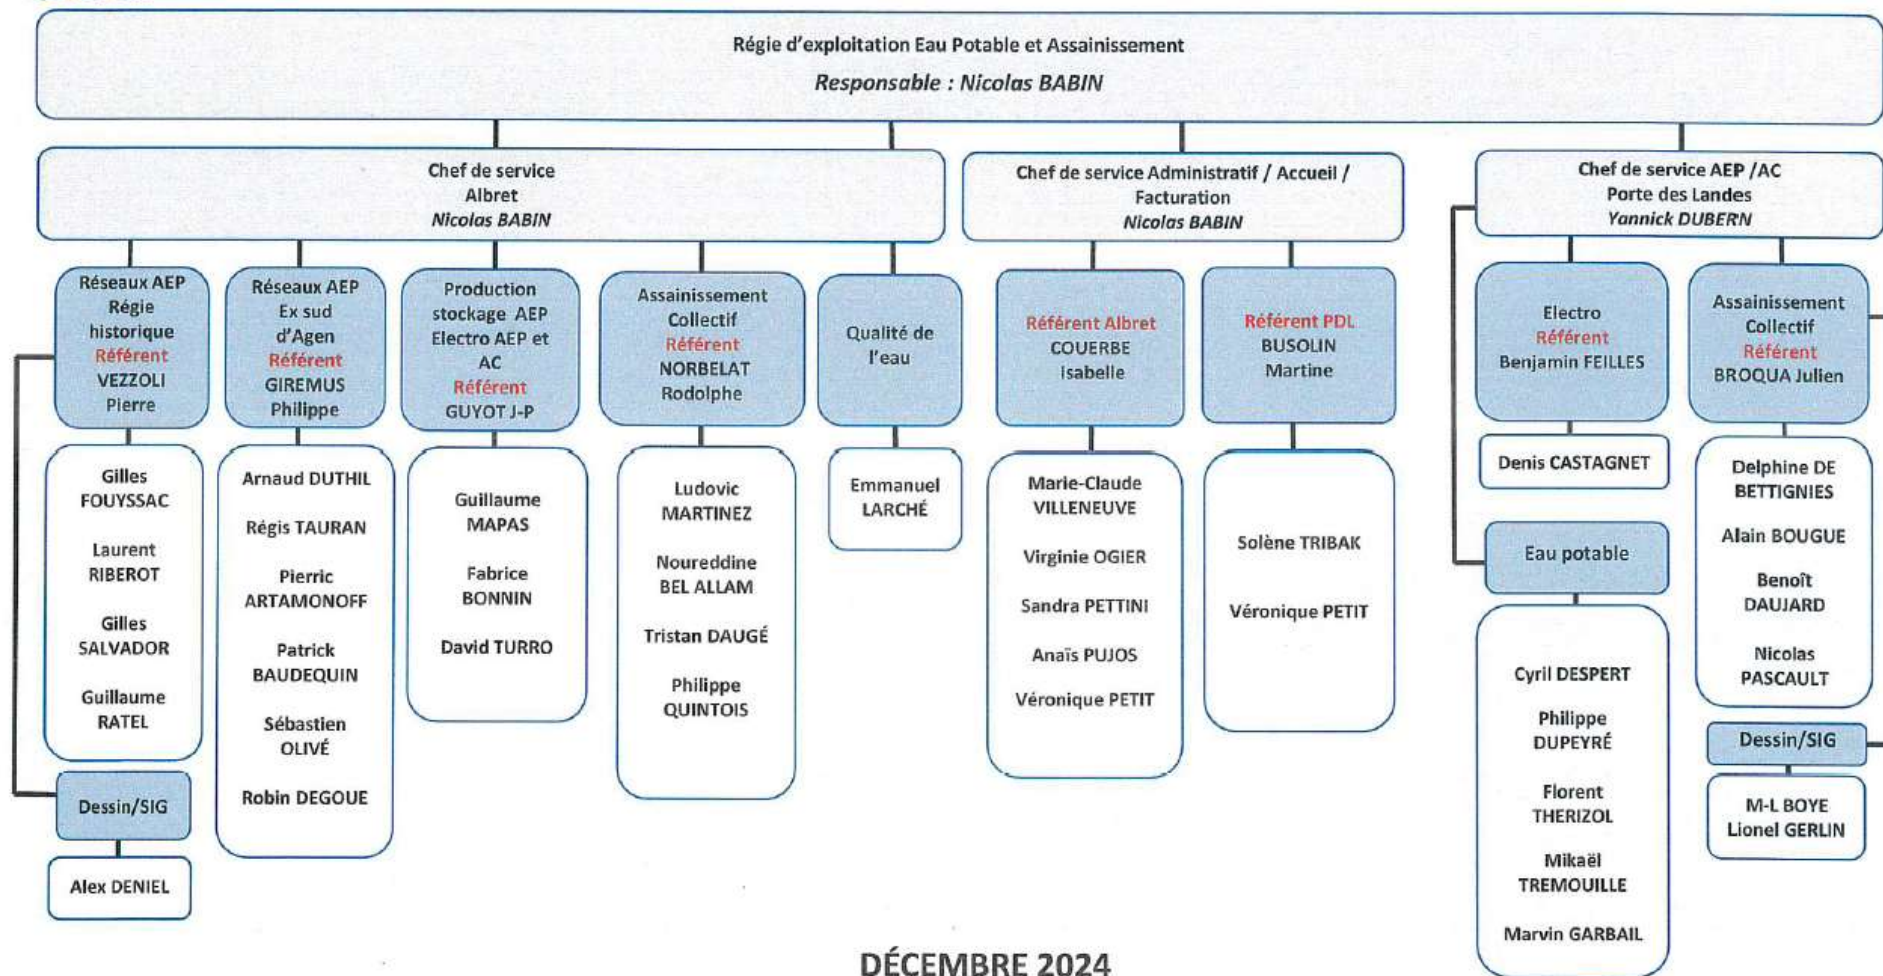 Régie d'exploitation Eau Potable et Assainissement
Responsable : Nicolas BABIN
Chef de service
Albret
Nicolas BABIN
Chef de service Administratif / Accueil /
Facturation
Nicolas BABIN
Chef de service AEP /AC
Porte des Landes
Yannick DUBERN
Réseaux AEP
Régie
historique
Référent
VEZZOLI
Pierre
Réseaux AEP
Ex sud
d'Agen
Référent
GIREMUS
Philippe
Production
stockage AEP
Electro AEP et
AC
Référent
GUYOT J-P
Assainissement
Collectif
Référent
NORBELAT
Rodolphe
Qualité de
l'eau
Référent Albret
COUERBE
Isabelle
Référent PDL
BUSOLIN
Martine
Electro
Référent
Benjamin FEILLES
Assainissement
Collectif
Référent
BROQUA Julien
Gilles
FOUYSSAC
Laurent
RIBEROT
Gilles
SALVADOR
Guillaume
RATEL
Dessin/SIG
Alex DENIEL
Arnaud DUTHIL
Régis TAURAN
Pierric
ARTAMONOFF
Patrick
BAUDEQUIN
Sébastien
OLIVÉ
Robin DEGOUE
Guillaume
MAPAS
Fabrice
BONNIN
David TURRO
Ludovic
MARTINEZ
Noureddine
BEL ALLAM
Tristan DAUGÉ
Philippe
QUINTOIS
Emmanuel
LARCHÉ
Marie-Claude
VILLENEUVE
Virginie OGIER
Sandra PETTINI
Anaïs PUJOS
Véronique PETIT
Solène TRIBAK
Véronique PETIT
Denis CASTAGNET
Eau potable
Cyril DESPERT
Philippe
DUPEYRÉ
Florent
THERIZOL
Mikaël
TREMOUILLE
Marvin GARBAIL
Delphine DE
BETTIGNIES
Alain BOUGUE
Benoît
DAUJARD
Nicolas
PASCAULT
Dessin/SIG
M-L BOYE
Lionel GERLIN
DÉCEMBRE 2024